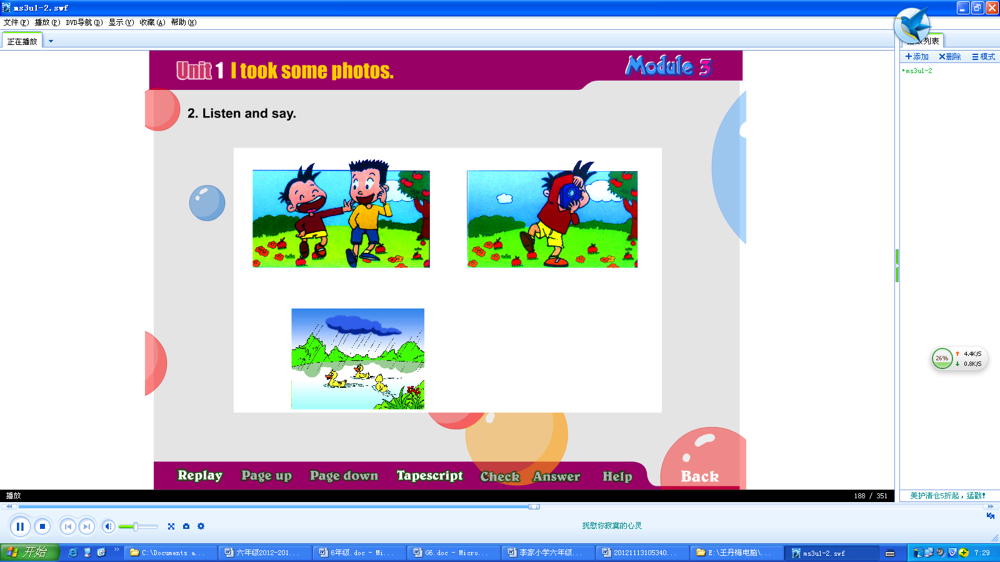 ms3u1-2.swf
文件(F) 播放(P) DVD导航(D) 显示(V) 收藏(A) 帮助(H)
正在播放
列表
添加 删除 模式
ms3u1-2
Unit 1 I took some photos.
Module 3
2. Listen and say.
26%
4.4K/S
0.8K/S
Replay Page up Page down Tapescript Check Answer Help Back
播放
188 / 351
美护清仓5折起，猛戳!
抚慰你寂寞的心灵
开始
C:\Documents a...
六年级2012-201...
6年级.doc - Mi...
G6.doc - Micro...
李家小学六年级...
20121113105340...
E:\王丹梅电脑\...
ms3u1-2.swf
7:29